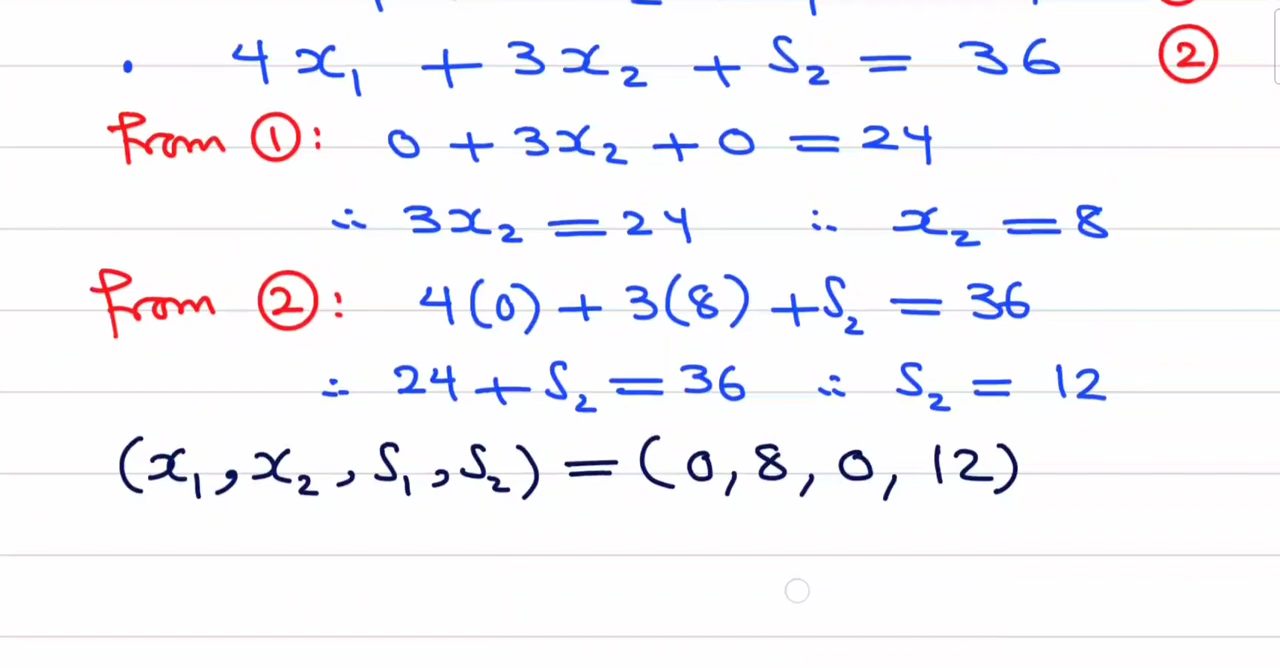 • 4x₁ + 3x₂ + S₂ = 36 ②
from ①: 0 + 3x₂ + 0 = 24
∴ 3x₂ = 24 ∴ x₂ = 8
from ②: 4(0) + 3(8) + S₂ = 36
∴ 24 + S₂ = 36 ∴ S₂ = 12
(x₁, x₂, S₁, S₂) = (0, 8, 0, 12)